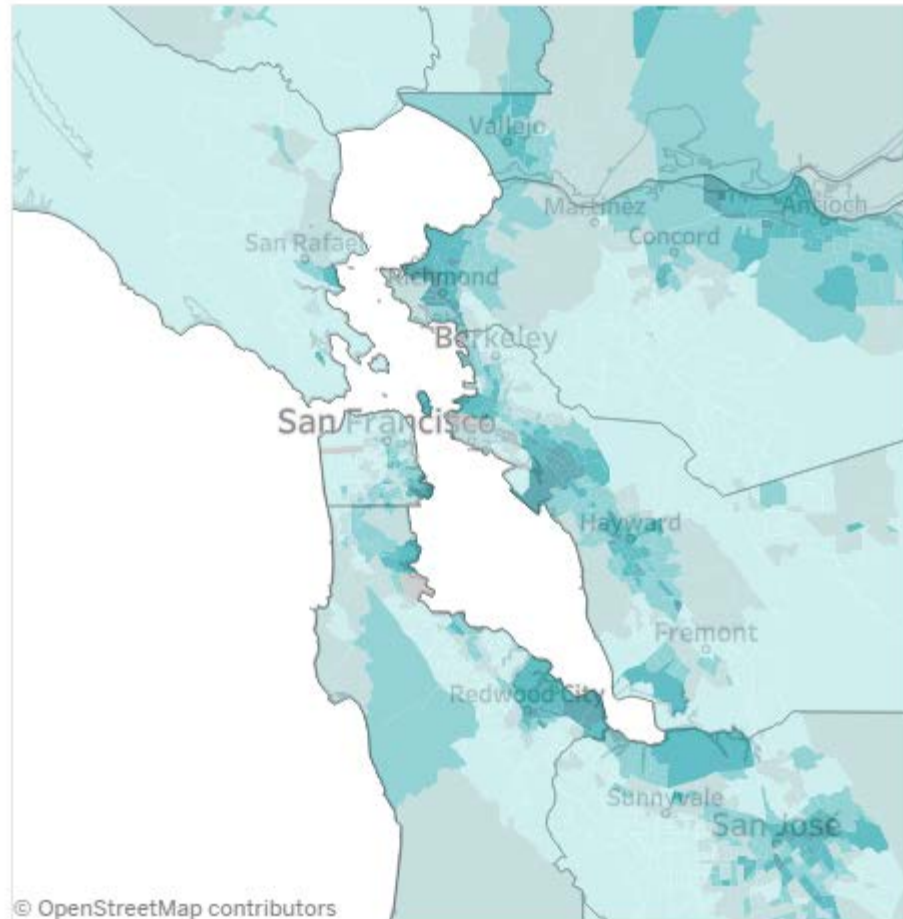 Vallejo
Martinez
Antioch
San Rafael
Concord
Richmond
Berkeley
San Francisco
Hayward
Fremont
Redwood City
Sunnyvale
San Jose
© OpenStreetMap contributors